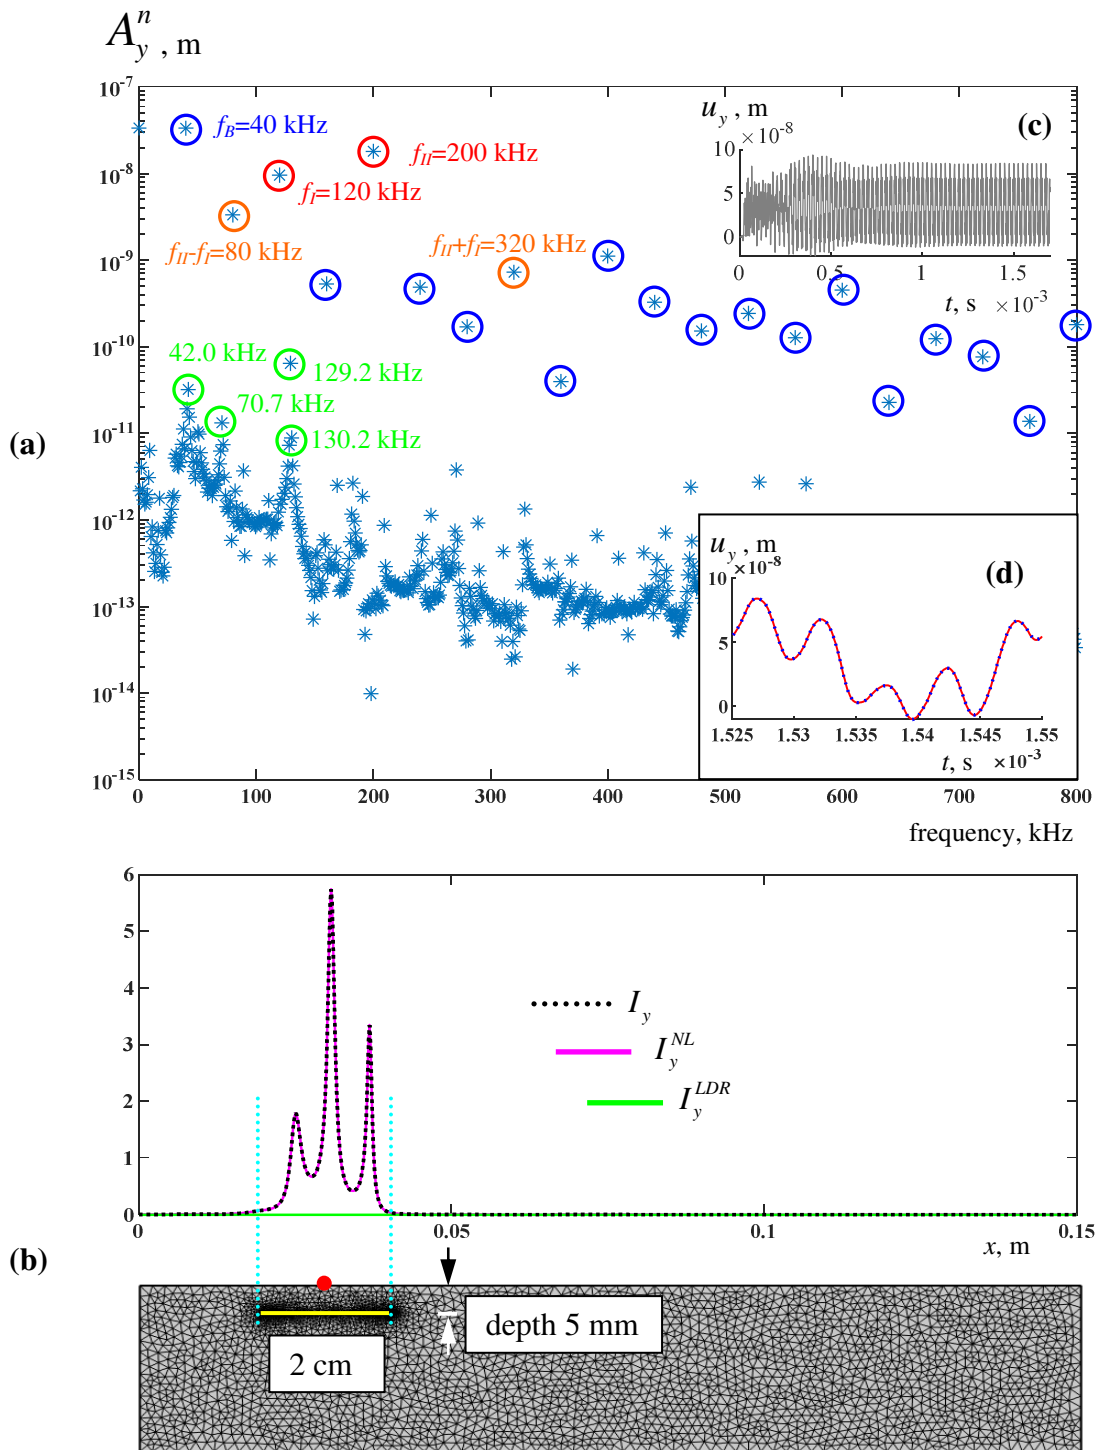 A_y^n , m
10^-7
10^-8
10^-9
10^-10
10^-11
10^-12
10^-13
10^-14
10^-15
f_B=40 kHz
f_II=200 kHz
f_I=120 kHz
f_II-f_I=80 kHz
f_II+f_I=320 kHz
42.0 kHz
129.2 kHz
70.7 kHz
130.2 kHz
(a)
u_y , m
(c)
×10^-8
10
5
0
0 0.5 1 1.5
t, s ×10^-3
u_y , m
(d)
×10^-8
10
5
0
1.525 1.53 1.535 1.54 1.545 1.55
t, s ×10^-3
0 100 200 300 400 500 600 700 800
frequency, kHz
6
5
4
3
2
1
0
I_y
I_y^NL
I_y^LDR
0 0.05 0.1 0.15
x, m
(b)
depth 5 mm
2 cm